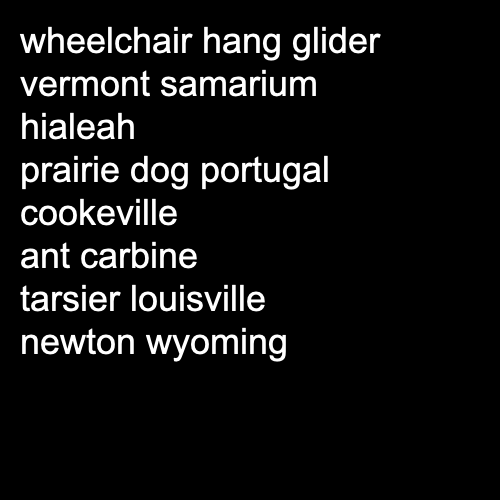 wheelchair hang glider
vermont samarium
hialeah
prairie dog portugal
cookeville
ant carbine
tarsier louisville
newton wyoming